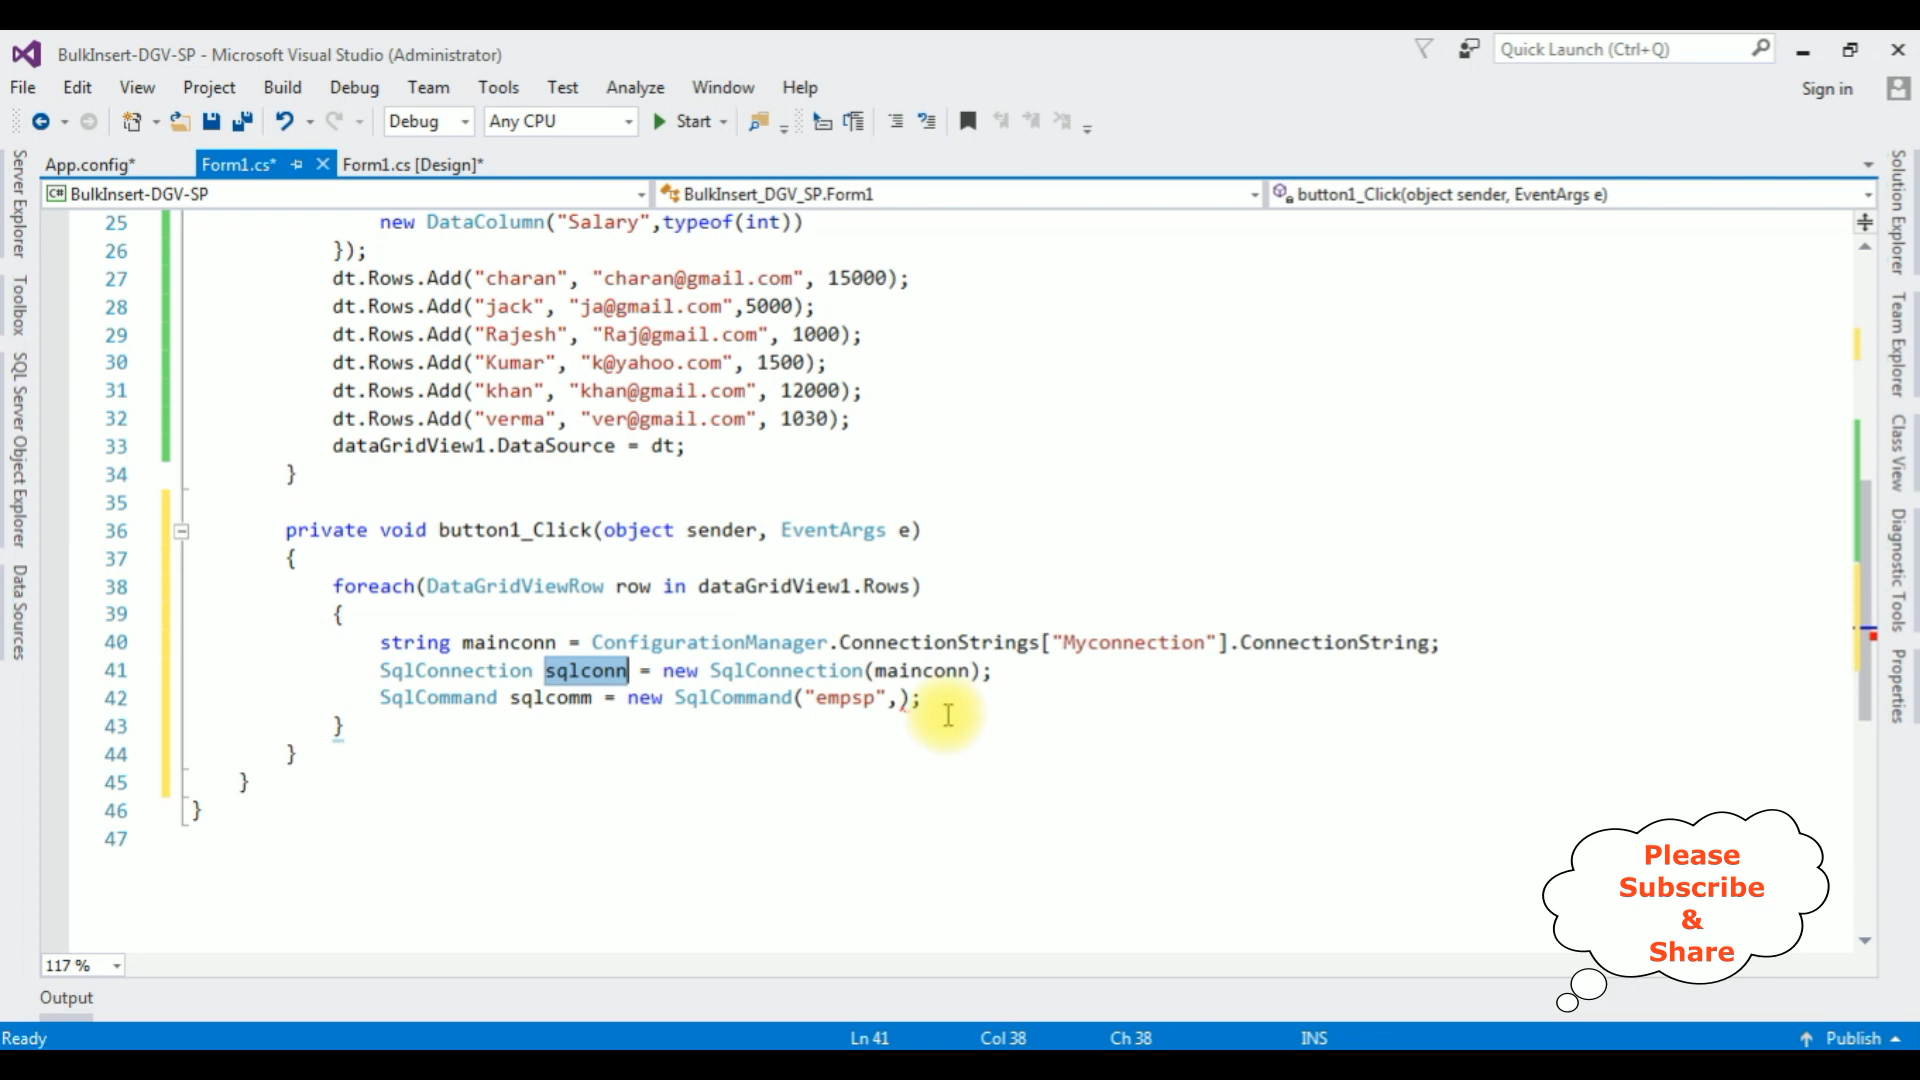 BulkInsert-DGV-SP - Microsoft Visual Studio (Administrator)
Quick Launch (Ctrl+Q)
File Edit View Project Build Debug Team Tools Test Analyze Window Help
Sign in
Debug Any CPU Start
App.config* Form1.cs* Form1.cs [Design]*
C# BulkInsert-DGV-SP BulkInsert_DGV_SP.Form1 button1_Click(object sender, EventArgs e)
Server Explorer
Toolbox
SQL Server Object Explorer
Data Sources
25 new DataColumn("Salary",typeof(int))
26 });
27 dt.Rows.Add("charan", "charan@gmail.com", 15000);
28 dt.Rows.Add("jack", "ja@gmail.com",5000);
29 dt.Rows.Add("Rajesh", "Raj@gmail.com", 1000);
30 dt.Rows.Add("Kumar", "k@yahoo.com", 1500);
31 dt.Rows.Add("khan", "khan@gmail.com", 12000);
32 dt.Rows.Add("verma", "ver@gmail.com", 1030);
33 dataGridView1.DataSource = dt;
34 }
35
36 private void button1_Click(object sender, EventArgs e)
37 {
38 foreach(DataGridViewRow row in dataGridView1.Rows)
39 {
40 string mainconn = ConfigurationManager.ConnectionStrings["Myconnection"].ConnectionString;
41 SqlConnection sqlconn = new SqlConnection(mainconn);
42 SqlCommand sqlcomm = new SqlCommand("empsp",);
43 }
44 }
45 }
46 }
47
Solution Explorer
Team Explorer
Class View
Diagnostic Tools
Properties
Please
Subscribe
&
Share
117 %
Output
Ready Ln 41 Col 38 Ch 38 INS Publish